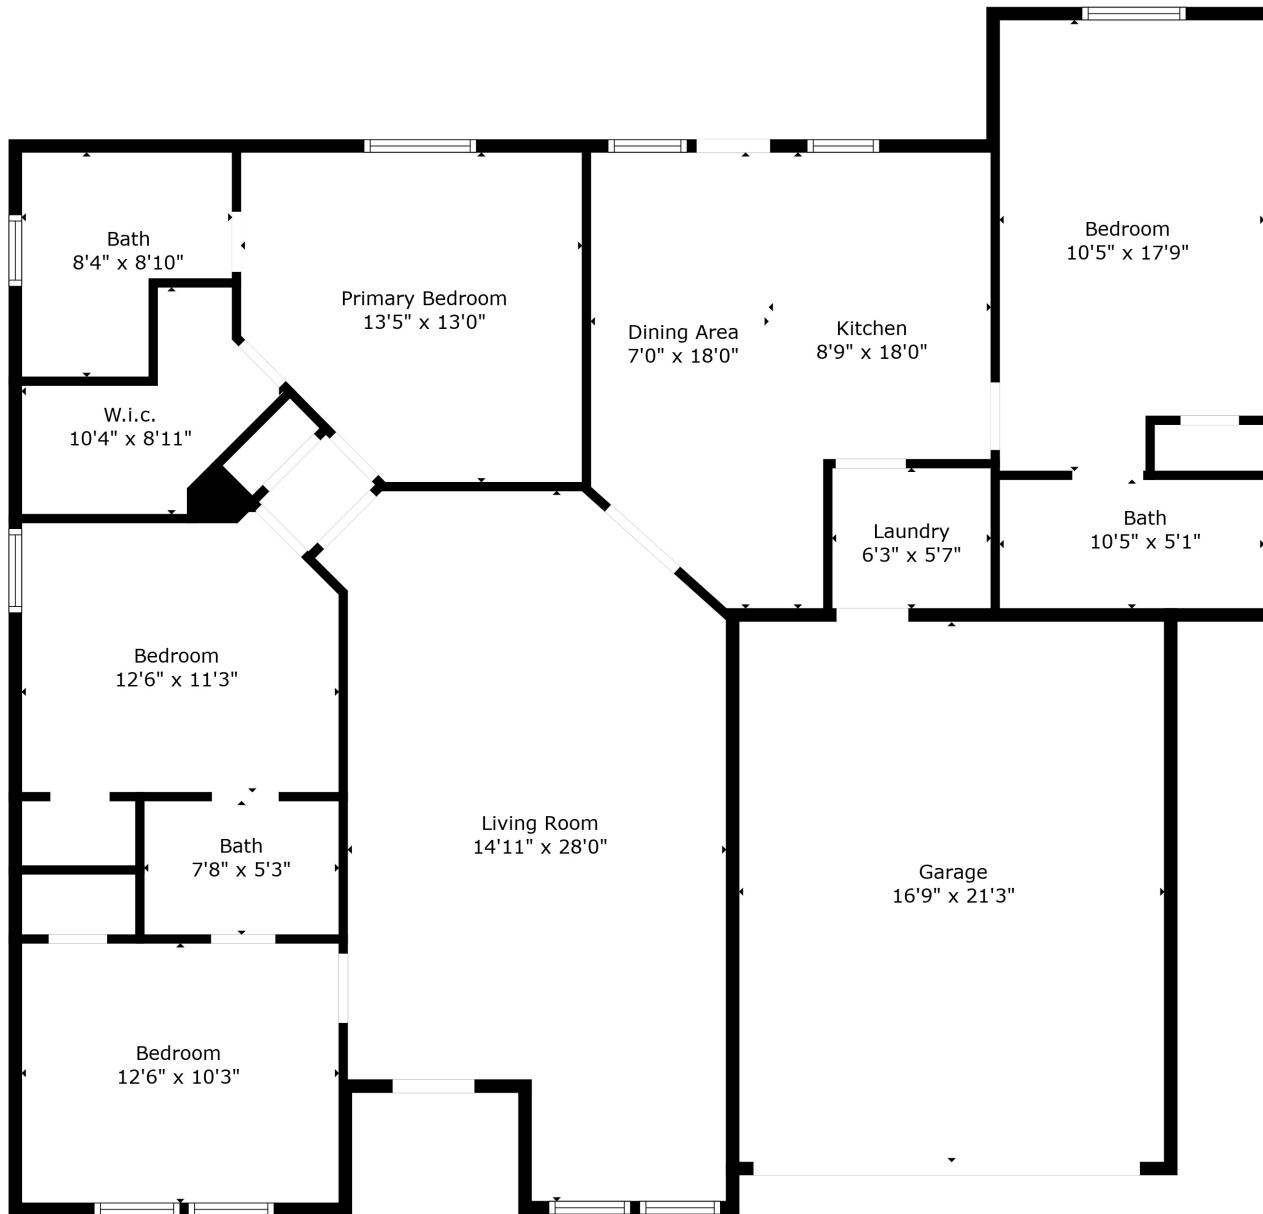 Bath
8'4" x 8'10"
Primary Bedroom
13'5" x 13'0"
Dining Area
7'0" x 18'0"
Kitchen
8'9" x 18'0"
Bedroom
10'5" x 17'9"
W.i.c.
10'4" x 8'11"
Laundry
6'3" x 5'7"
Bath
10'5" x 5'1"
Bedroom
12'6" x 11'3"
Bath
7'8" x 5'3"
Living Room
14'11" x 28'0"
Garage
16'9" x 21'3"
Bedroom
12'6" x 10'3"